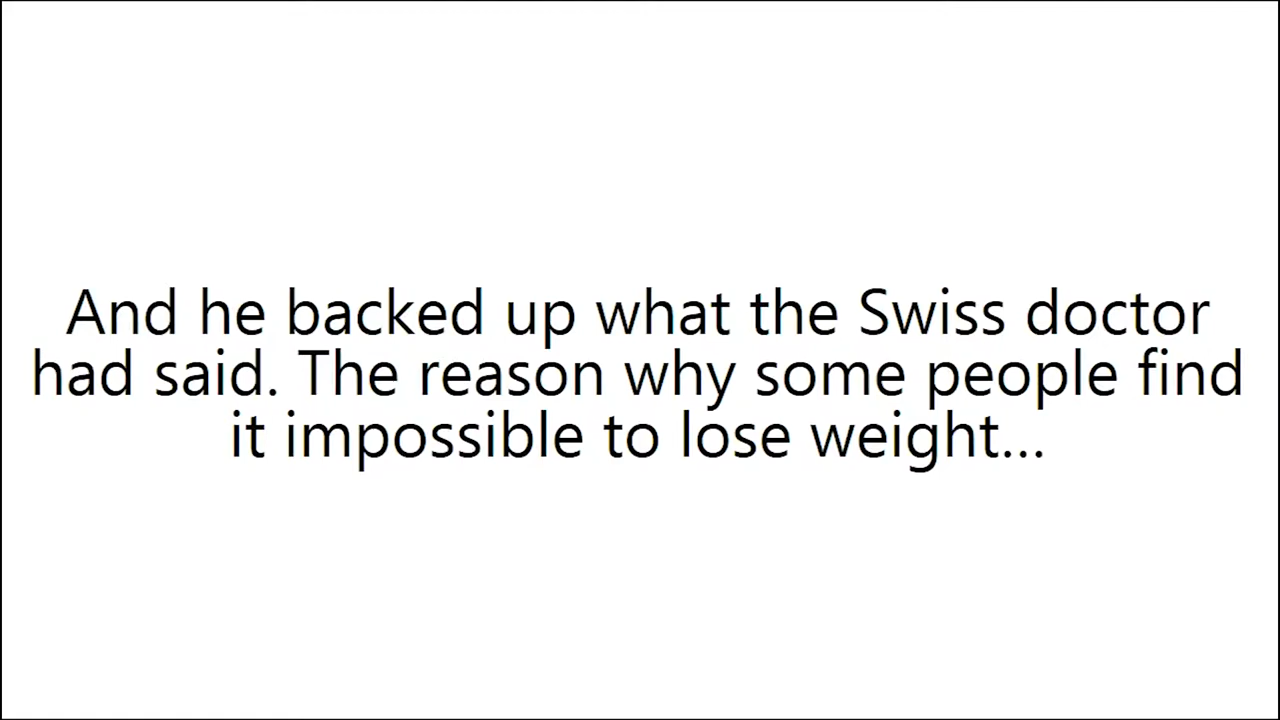 And he backed up what the Swiss doctor
had said. The reason why some people find
it impossible to lose weight...